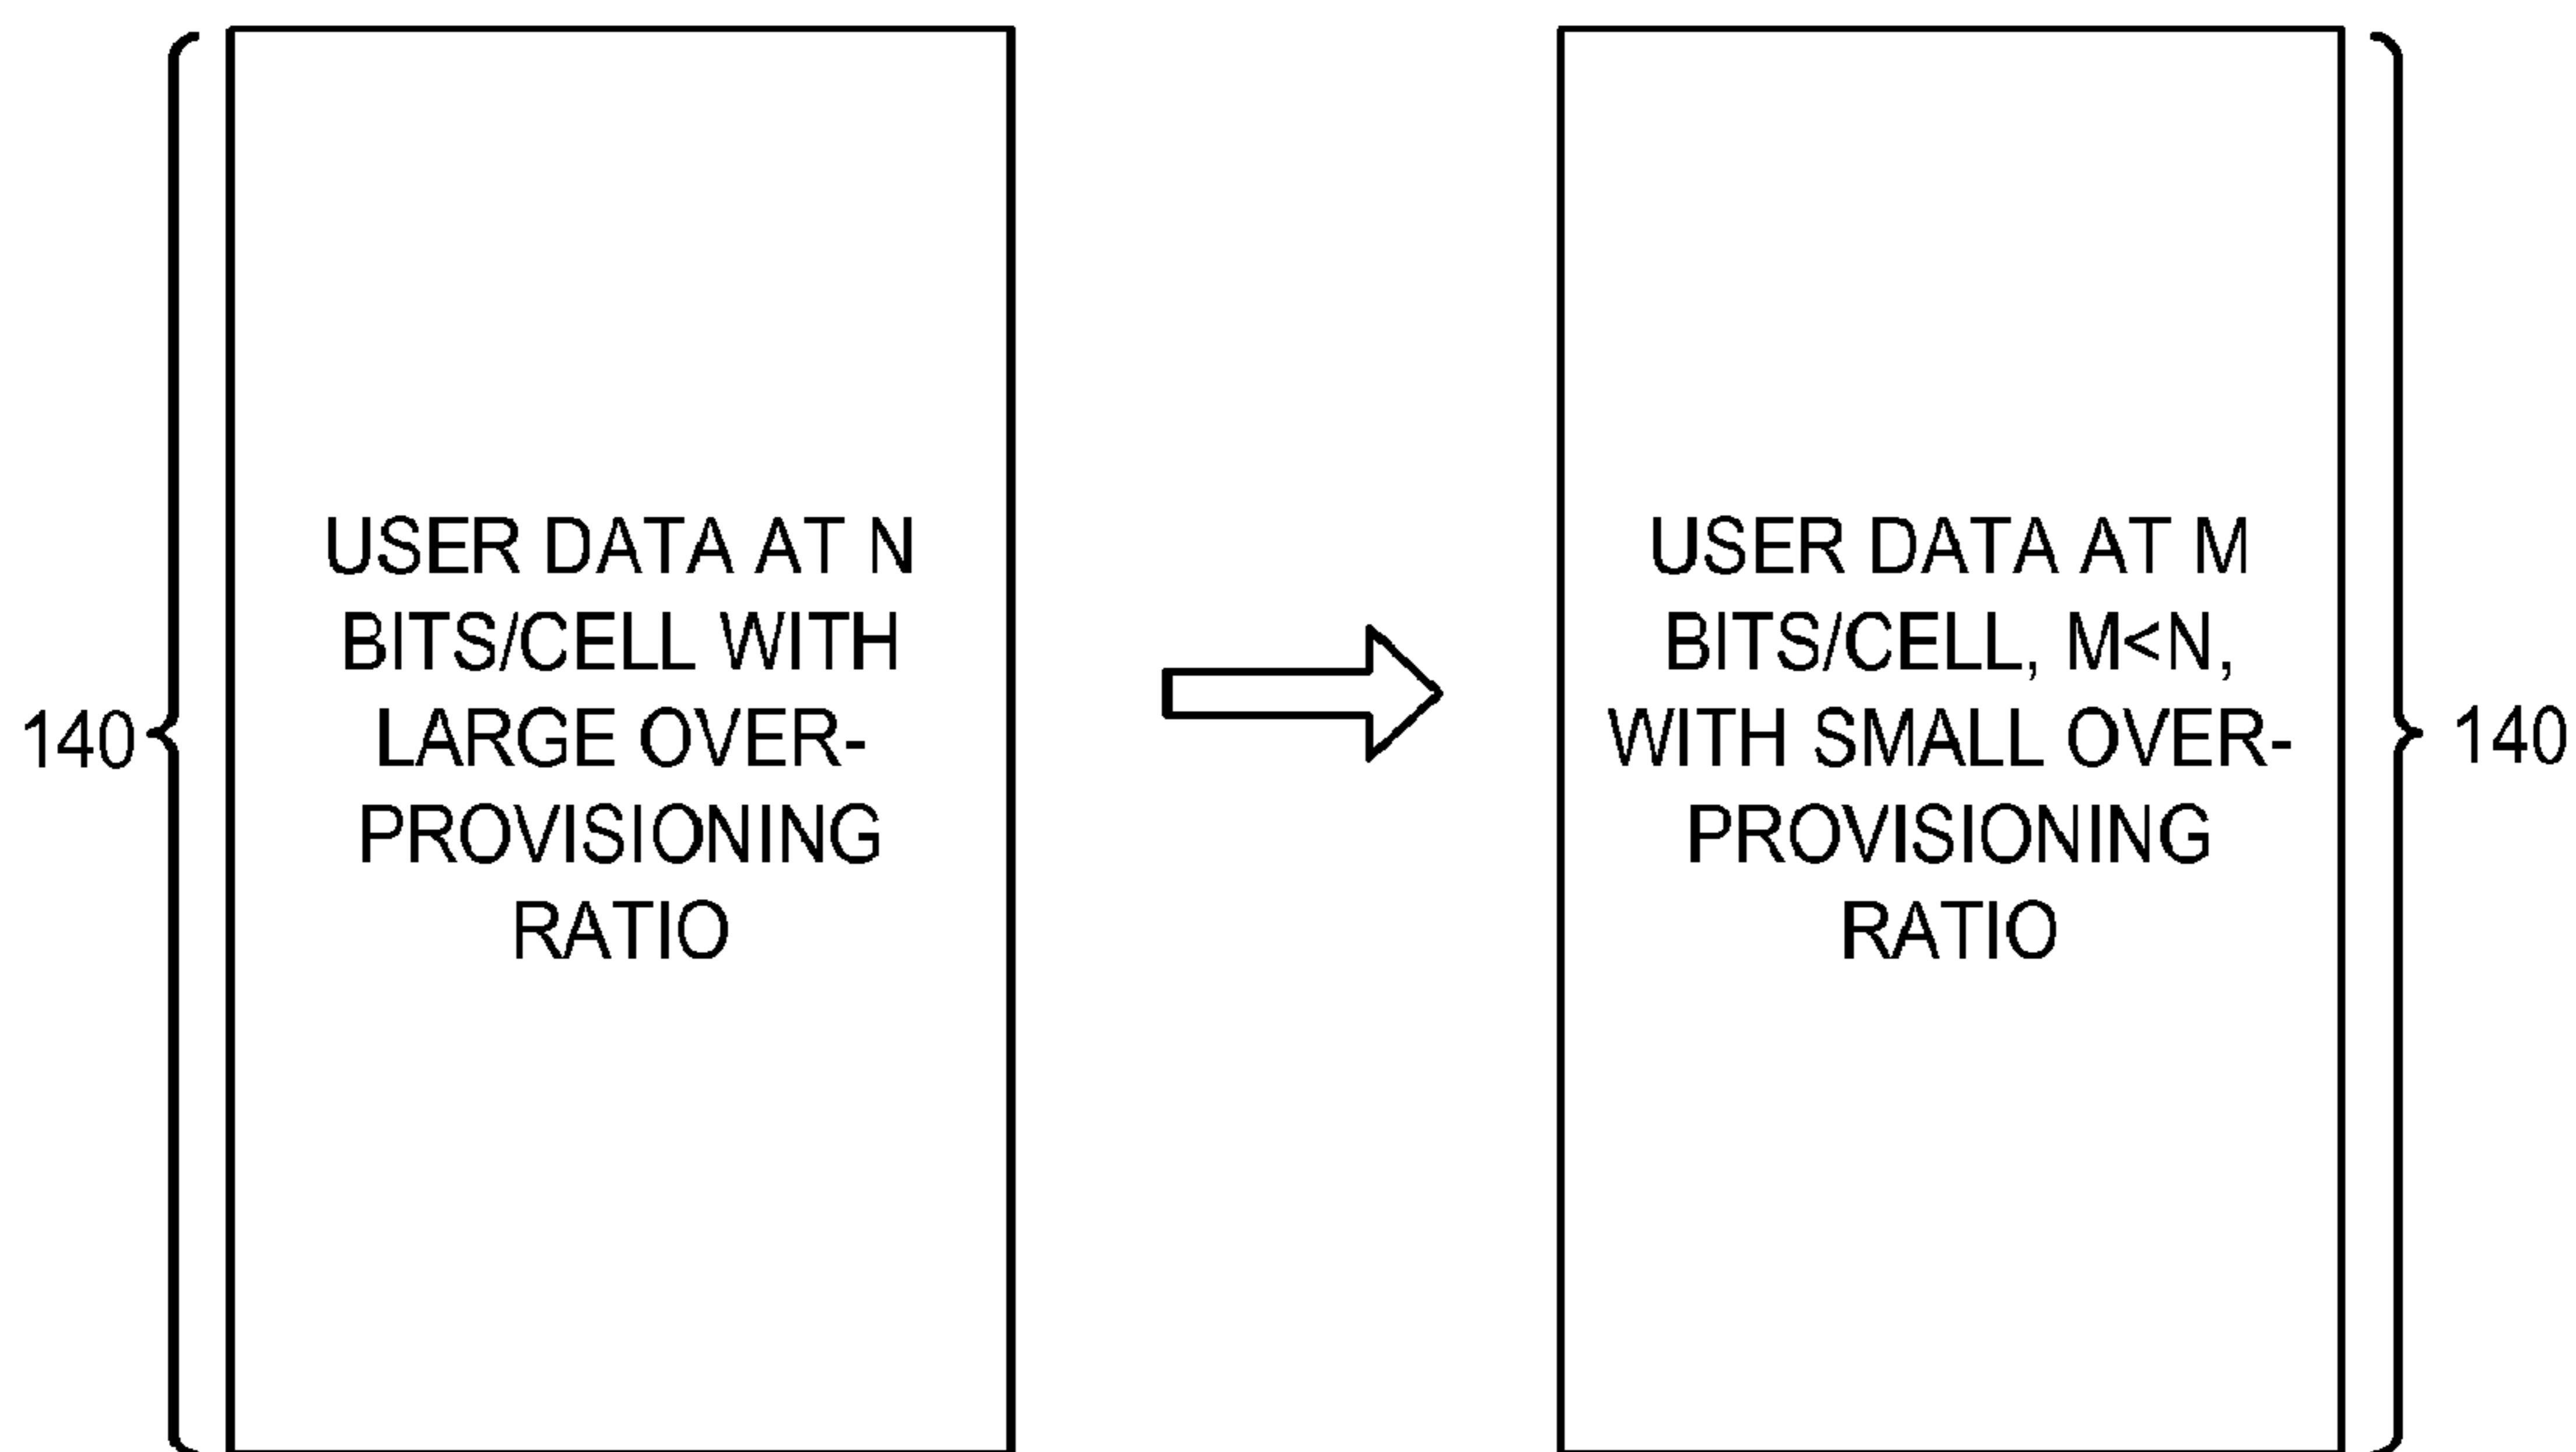 USER DATA AT N
BITS/CELL WITH
LARGE OVER-
PROVISIONING
RATIO
140
USER DATA AT M
BITS/CELL, M<N,
WITH SMALL OVER-
PROVISIONING
RATIO
140